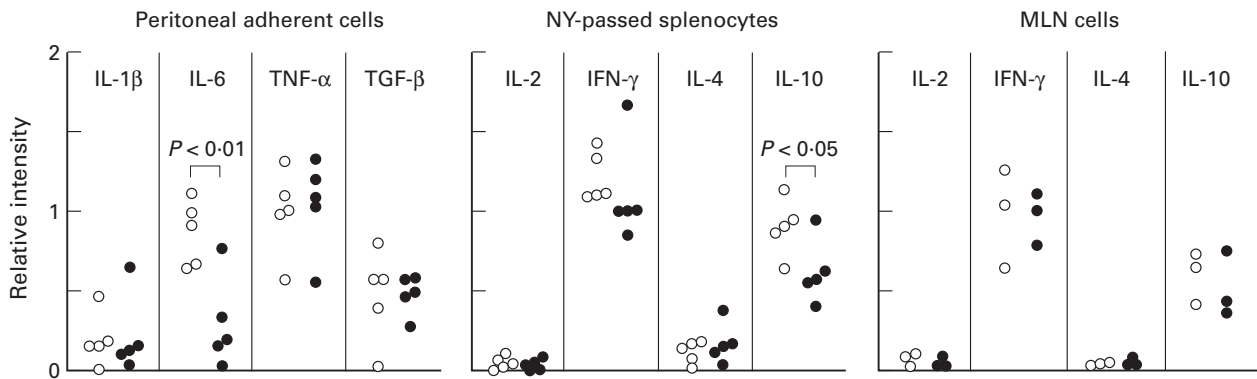 Peritoneal adherent cells NY-passed splenocytes MLN cells
2
IL-1β IL-6 TNF-α TGF-β IL-2 IFN-γ IL-4 IL-10 IL-2 IFN-γ IL-4 IL-10
P < 0·01 P < 0·05
1
0
Relative intensity